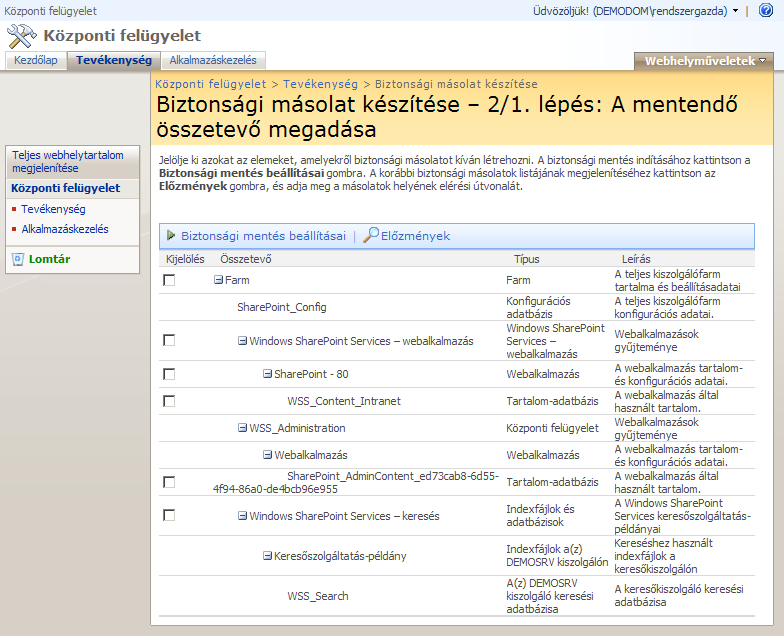 Központi felügyelet
Üdvözöljük! (DEMODOM\rendszergazda)
Központi felügyelet
Kezdőlap
Tevékenység
Alkalmazáskezelés
Webhelyműveletek
Központi felügyelet > Tevékenység > Biztonsági másolat készítése
Biztonsági másolat készítése – 2/1. lépés: A mentendő
összetevő megadása
Teljes webhelytartalom
megjelenítése
Központi felügyelet
Tevékenység
Alkalmazáskezelés
Lomtár
Jelölje ki azokat az elemeket, amelyekről biztonsági másolatot kíván létrehozni. A biztonsági mentés indításához kattintson a
Biztonsági mentés beállításai gombra. A korábbi biztonsági másolatok listájának megjelenítéséhez kattintson az
Előzmények gombra, és adja meg a másolatok helyének elérési útvonalát.
Biztonsági mentés beállításai | Előzmények
Kijelölés Összetevő Típus Leírás
Farm
Farm
A teljes kiszolgálófarm
tartalma és beállításadatai
SharePoint_Config
Konfigurációs
adatbázis
A teljes kiszolgálófarm
konfigurációs adatai.
Windows SharePoint Services – webalkalmazás
Windows SharePoint
Services –
webalkalmazás
Webalkalmazások
gyűjteménye
SharePoint - 80
Webalkalmazás
A webalkalmazás tartalom-
és konfigurációs adatai.
WSS_Content_Intranet
Tartalom-adatbázis
A webalkalmazás által
használt tartalom.
WSS_Administration
Központi felügyelet
Webalkalmazások
gyűjteménye
Webalkalmazás
Webalkalmazás
A webalkalmazás tartalom-
és konfigurációs adatai.
SharePoint_AdminContent_ed73cab8-6d55-
4f94-86a0-de4bcb96e955
Tartalom-adatbázis
A webalkalmazás által
használt tartalom.
Windows SharePoint Services – keresés
Indexfájlok és
adatbázisok
A Windows SharePoint
Services keresőszolgáltatás-
példányai
Keresőszolgáltatás-példány
Indexfájlok a(z)
DEMOSRV kiszolgálón
Kereséshez használt
indexfájlok a
keresőkiszolgálón
WSS_Search
A(z) DEMOSRV
kiszolgáló keresési
adatbázisa
A keresőkiszolgáló keresési
adatbázisa